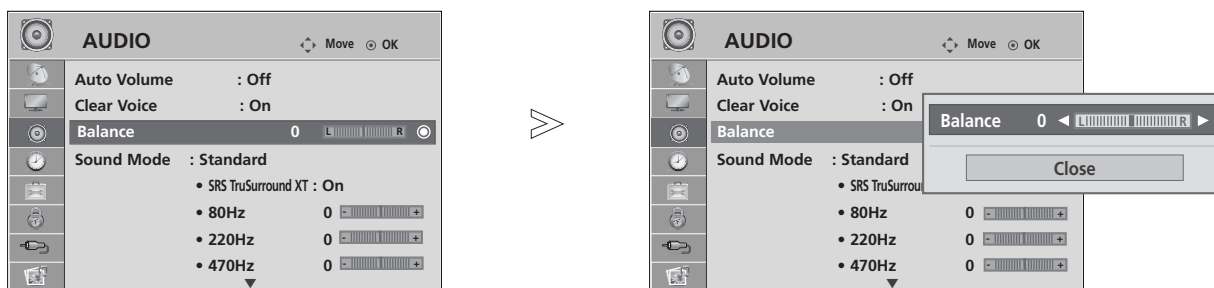 AUDIO
Move OK
Auto Volume : Off
Clear Voice : On
Balance 0 L R
Sound Mode : Standard
• SRS TruSurround XT : On
• 80Hz 0 - +
• 220Hz 0 - +
• 470Hz 0 - +
AUDIO
Move OK
Auto Volume : Off
Clear Voice : On
Balance
Sound Mode : Standard
• SRS TruSurrou
• 80Hz 0 - +
• 220Hz 0 - +
• 470Hz 0 - +
Balance 0 L R
Close